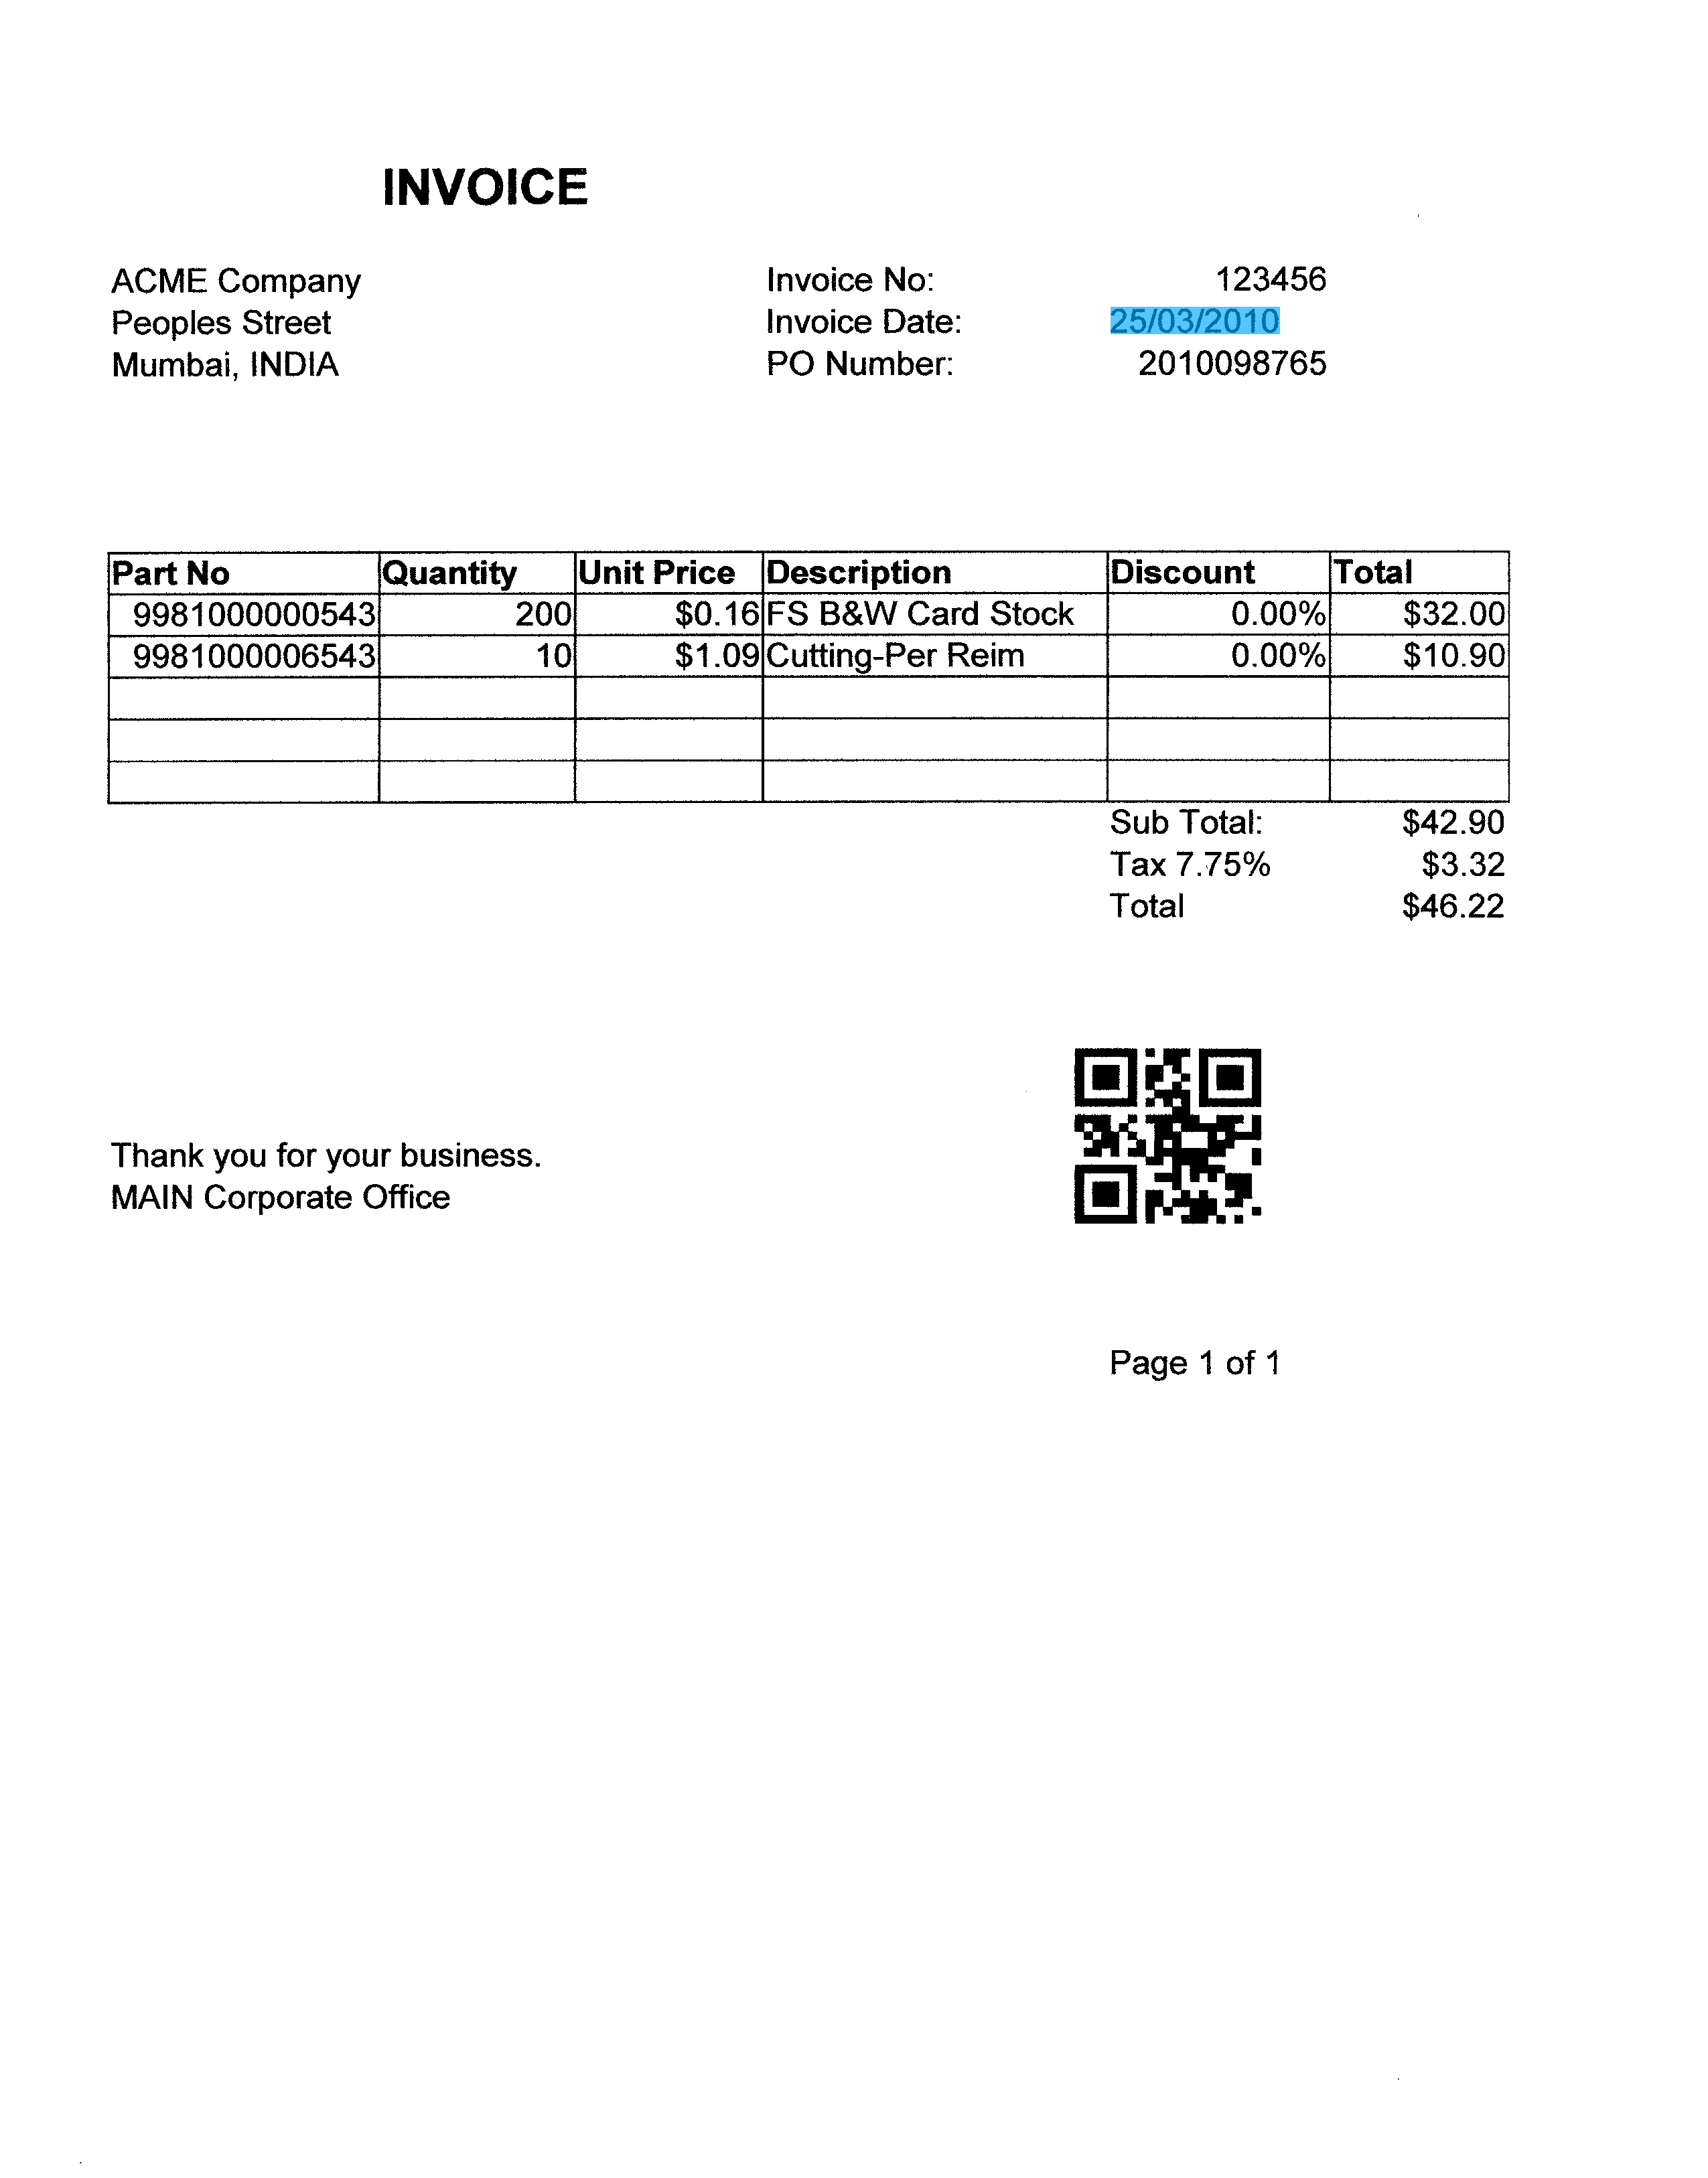 INVOICE
ACME Company
Peoples Street
Mumbai, INDIA
Invoice No: 123456
Invoice Date: 25/03/2010
PO Number: 2010098765
Part No Quantity Unit Price Description Discount Total
9981000000543 200 $0.16 FS B&W Card Stock 0.00% $32.00
9981000006543 10 $1.09 Cutting-Per Reim 0.00% $10.90
Sub Total: $42.90
Tax 7.75% $3.32
Total $46.22
Thank you for your business.
MAIN Corporate Office
Page 1 of 1